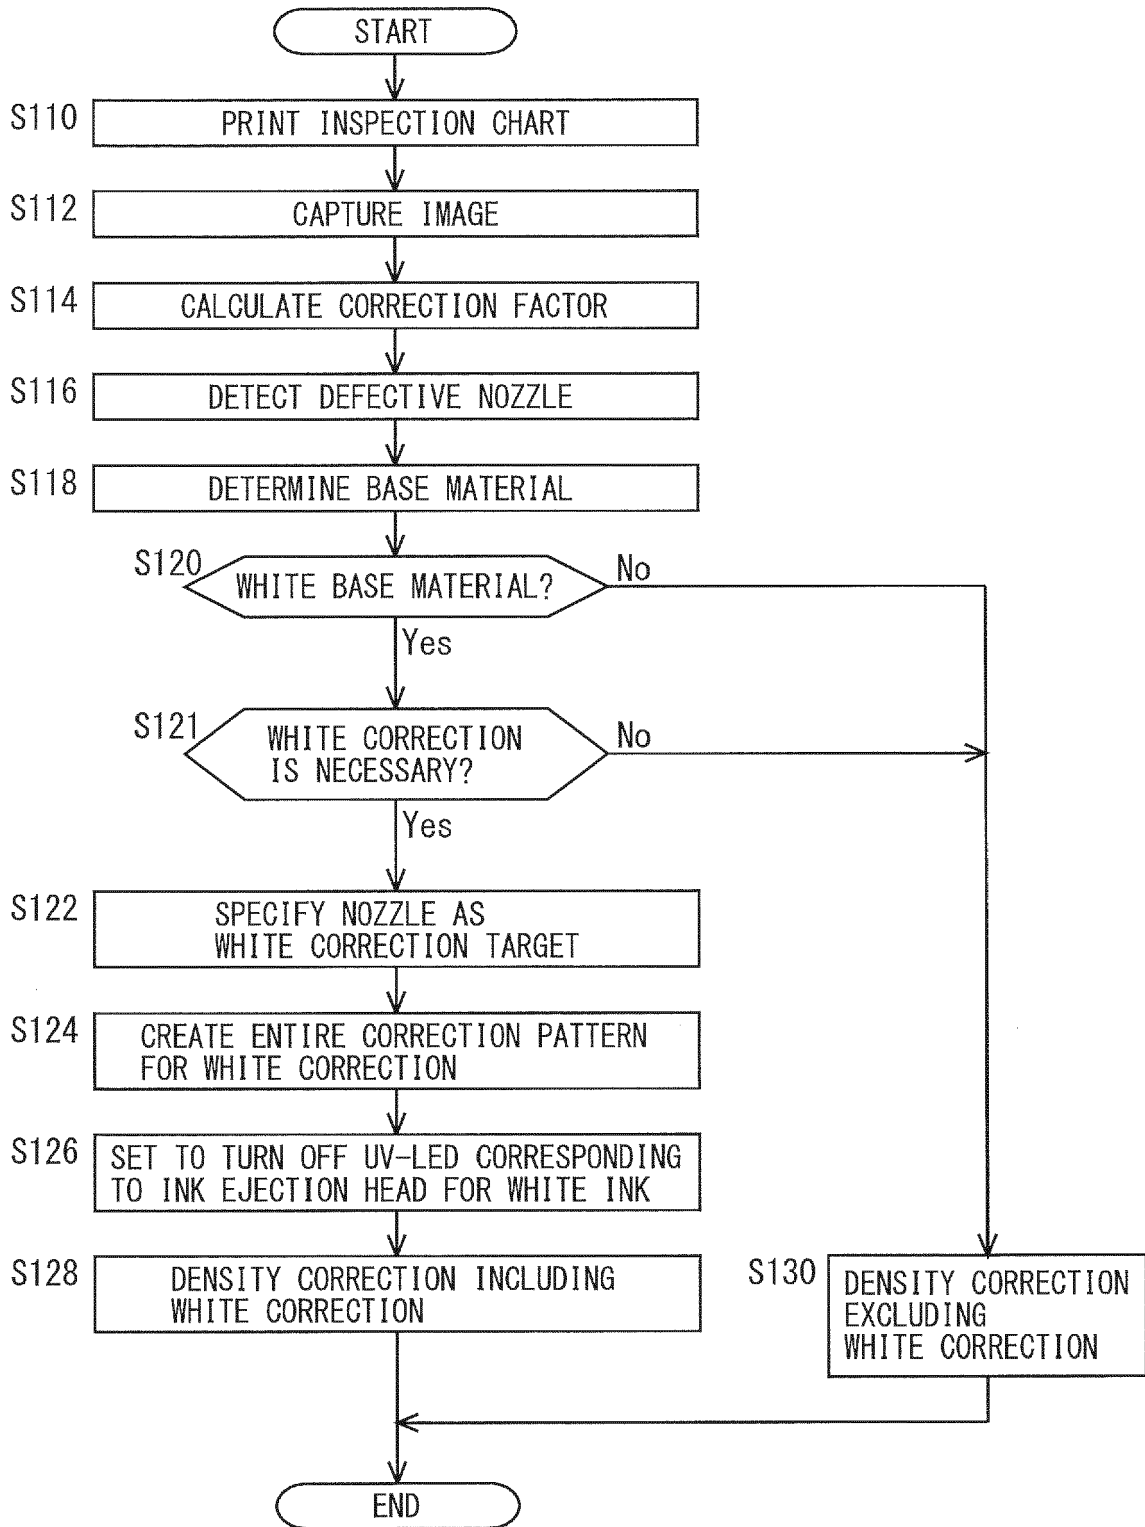 START
S110
PRINT INSPECTION CHART
S112
CAPTURE IMAGE
S114
CALCULATE CORRECTION FACTOR
S116
DETECT DEFECTIVE NOZZLE
S118
DETERMINE BASE MATERIAL
S120
WHITE BASE MATERIAL?
No
Yes
S121
WHITE CORRECTION
IS NECESSARY?
No
Yes
S122
SPECIFY NOZZLE AS
WHITE CORRECTION TARGET
S124
CREATE ENTIRE CORRECTION PATTERN
FOR WHITE CORRECTION
S126
SET TO TURN OFF UV-LED CORRESPONDING
TO INK EJECTION HEAD FOR WHITE INK
S128
DENSITY CORRECTION INCLUDING
WHITE CORRECTION
S130
DENSITY CORRECTION
EXCLUDING
WHITE CORRECTION
END